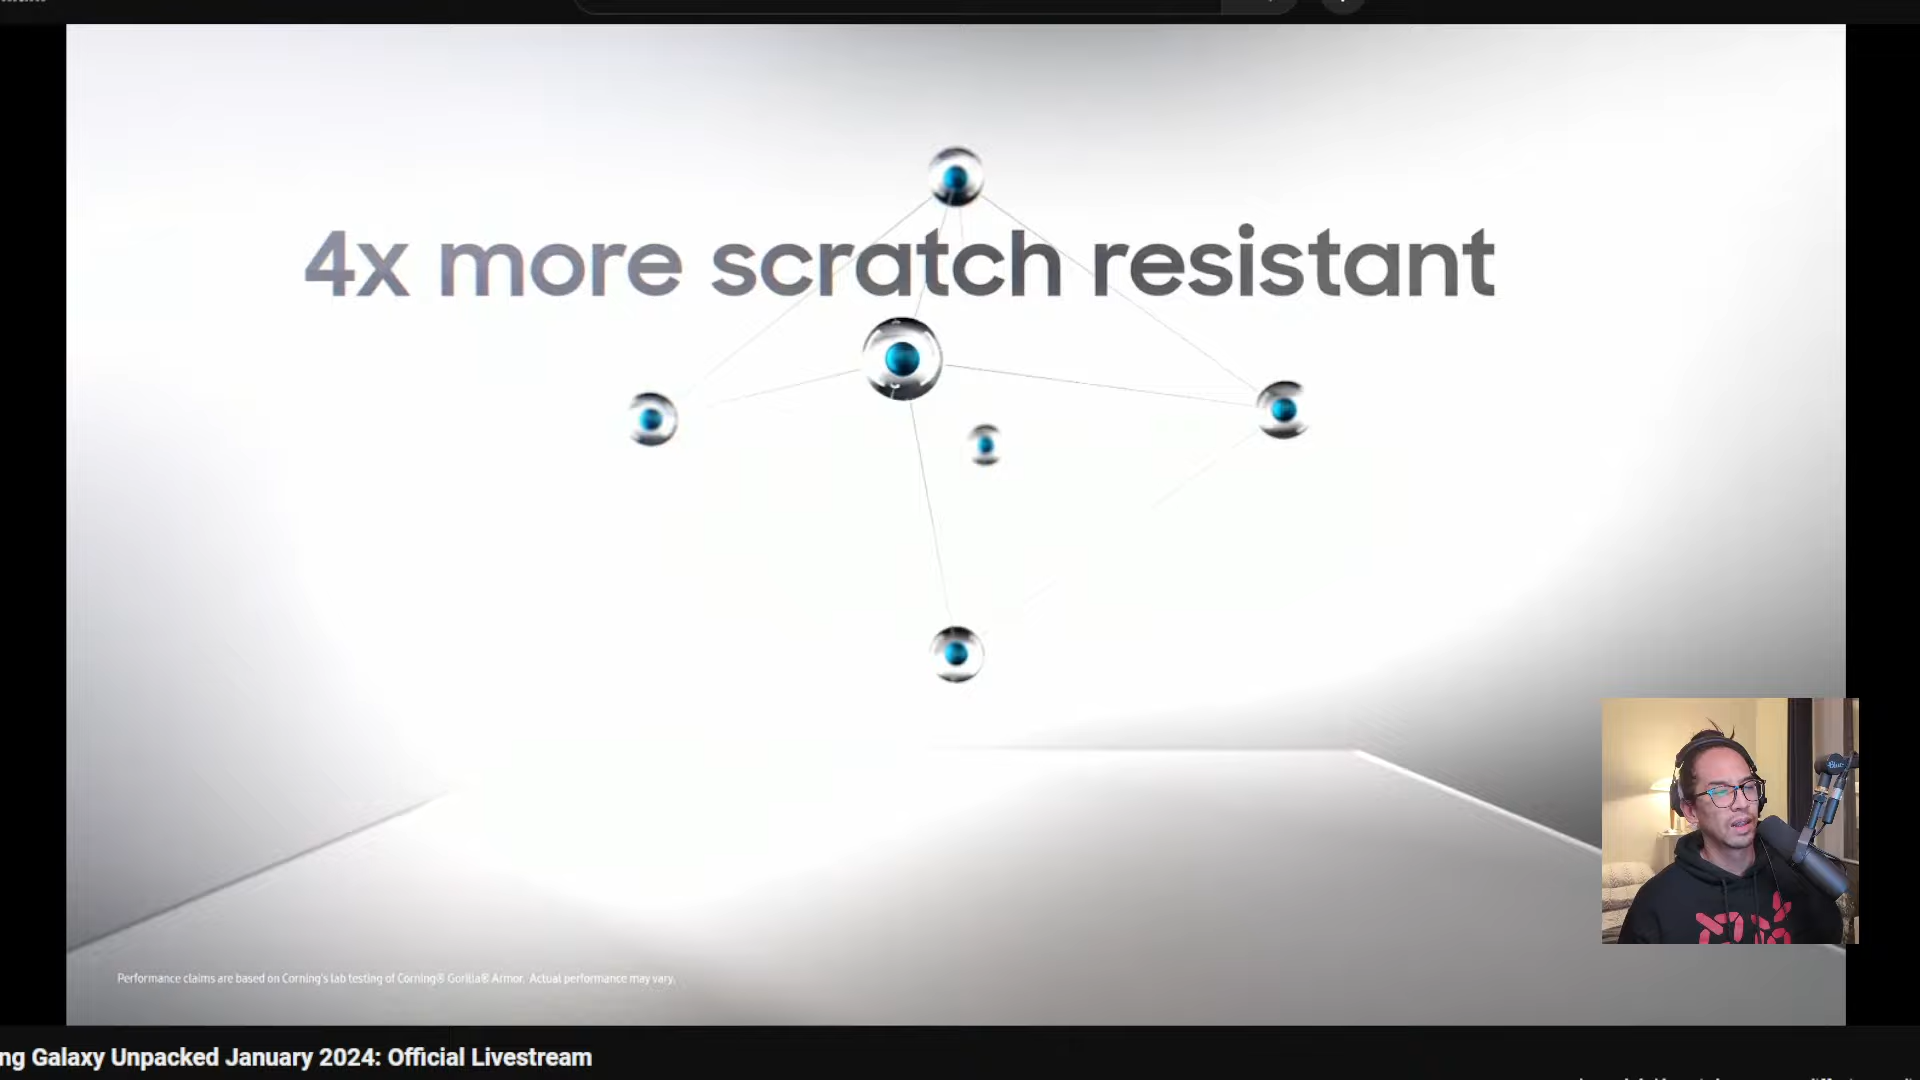 4x more scratch resistant
Performance claims are based on Corning's lab testing of Corning® Gorilla® Armor. Actual performance may vary.
ng Galaxy Unpacked January 2024: Official Livestream
Blue